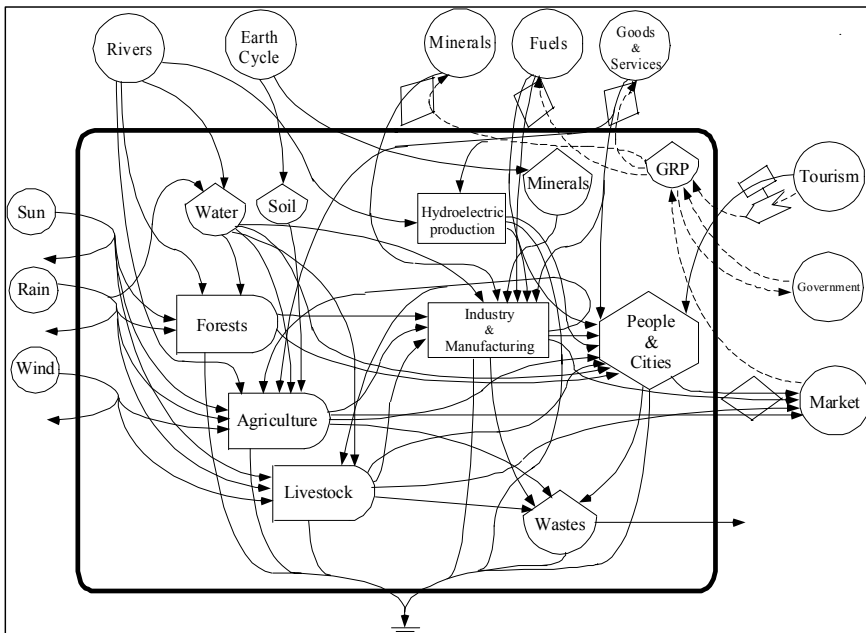 Rivers
Earth
Cycle
Minerals
Fuels
Goods
&
Services
Water
Soil
Minerals
GRP
Tourism
Sun
Hydroelectric
production
Rain
Government
Forests
Industry
&
Manufacturing
People
&
Cities
Wind
Market
Agriculture
Livestock
Wastes